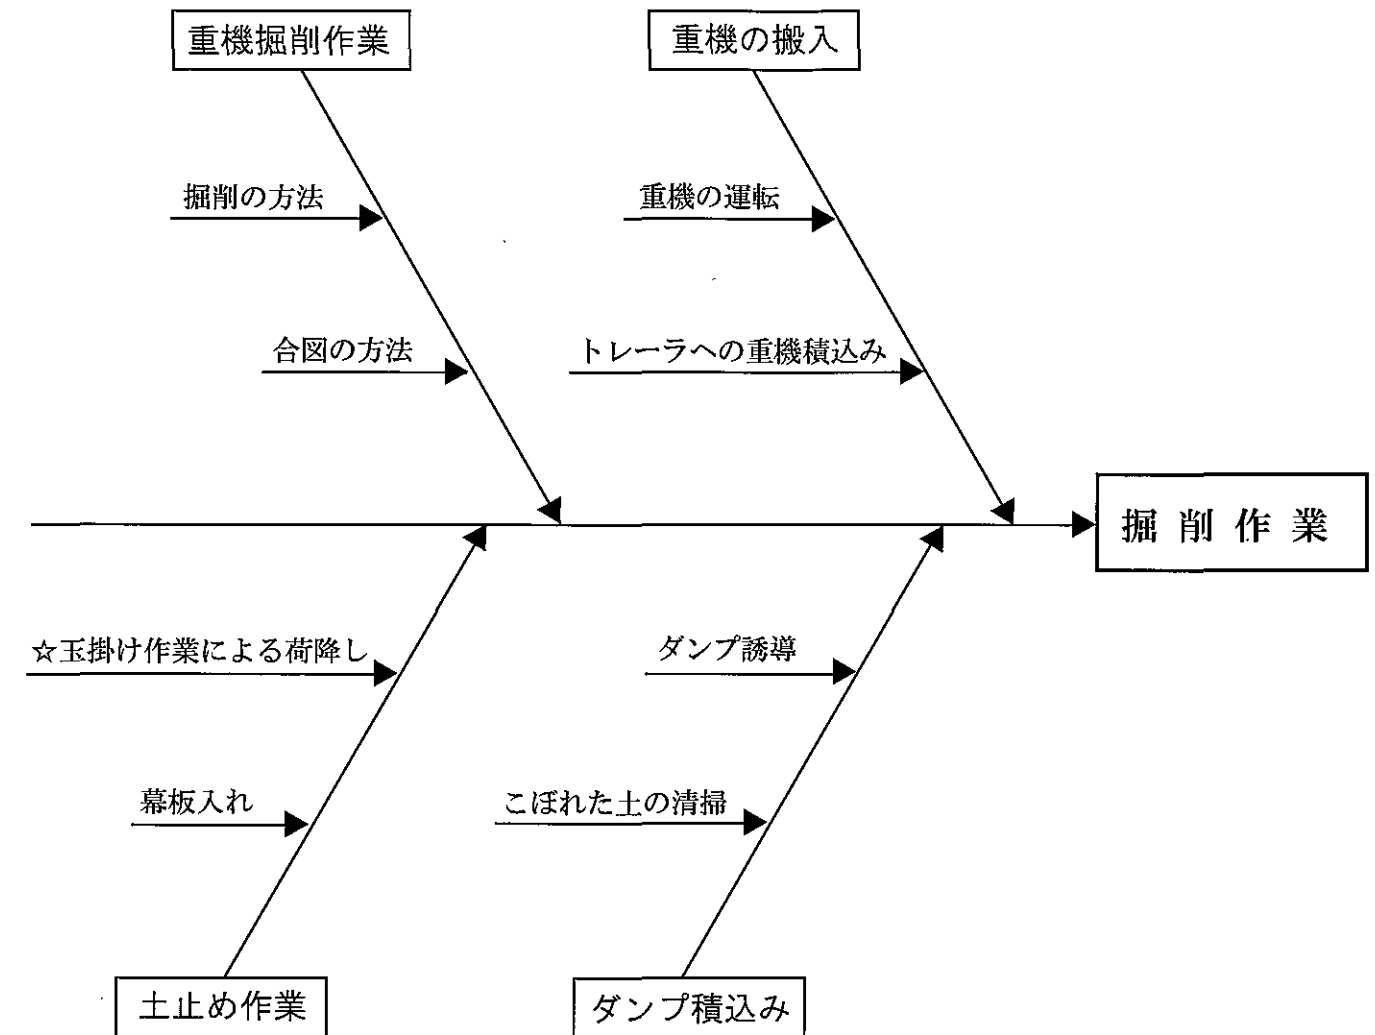 重機掘削作業
重機の搬入
掘削の方法
重機の運転
合図の方法
トレーラへの重機積込み
掘削作業
☆玉掛け作業による荷降し
ダンプ誘導
幕板入れ
こぼれた土の清掃
土止め作業
ダンプ積込み